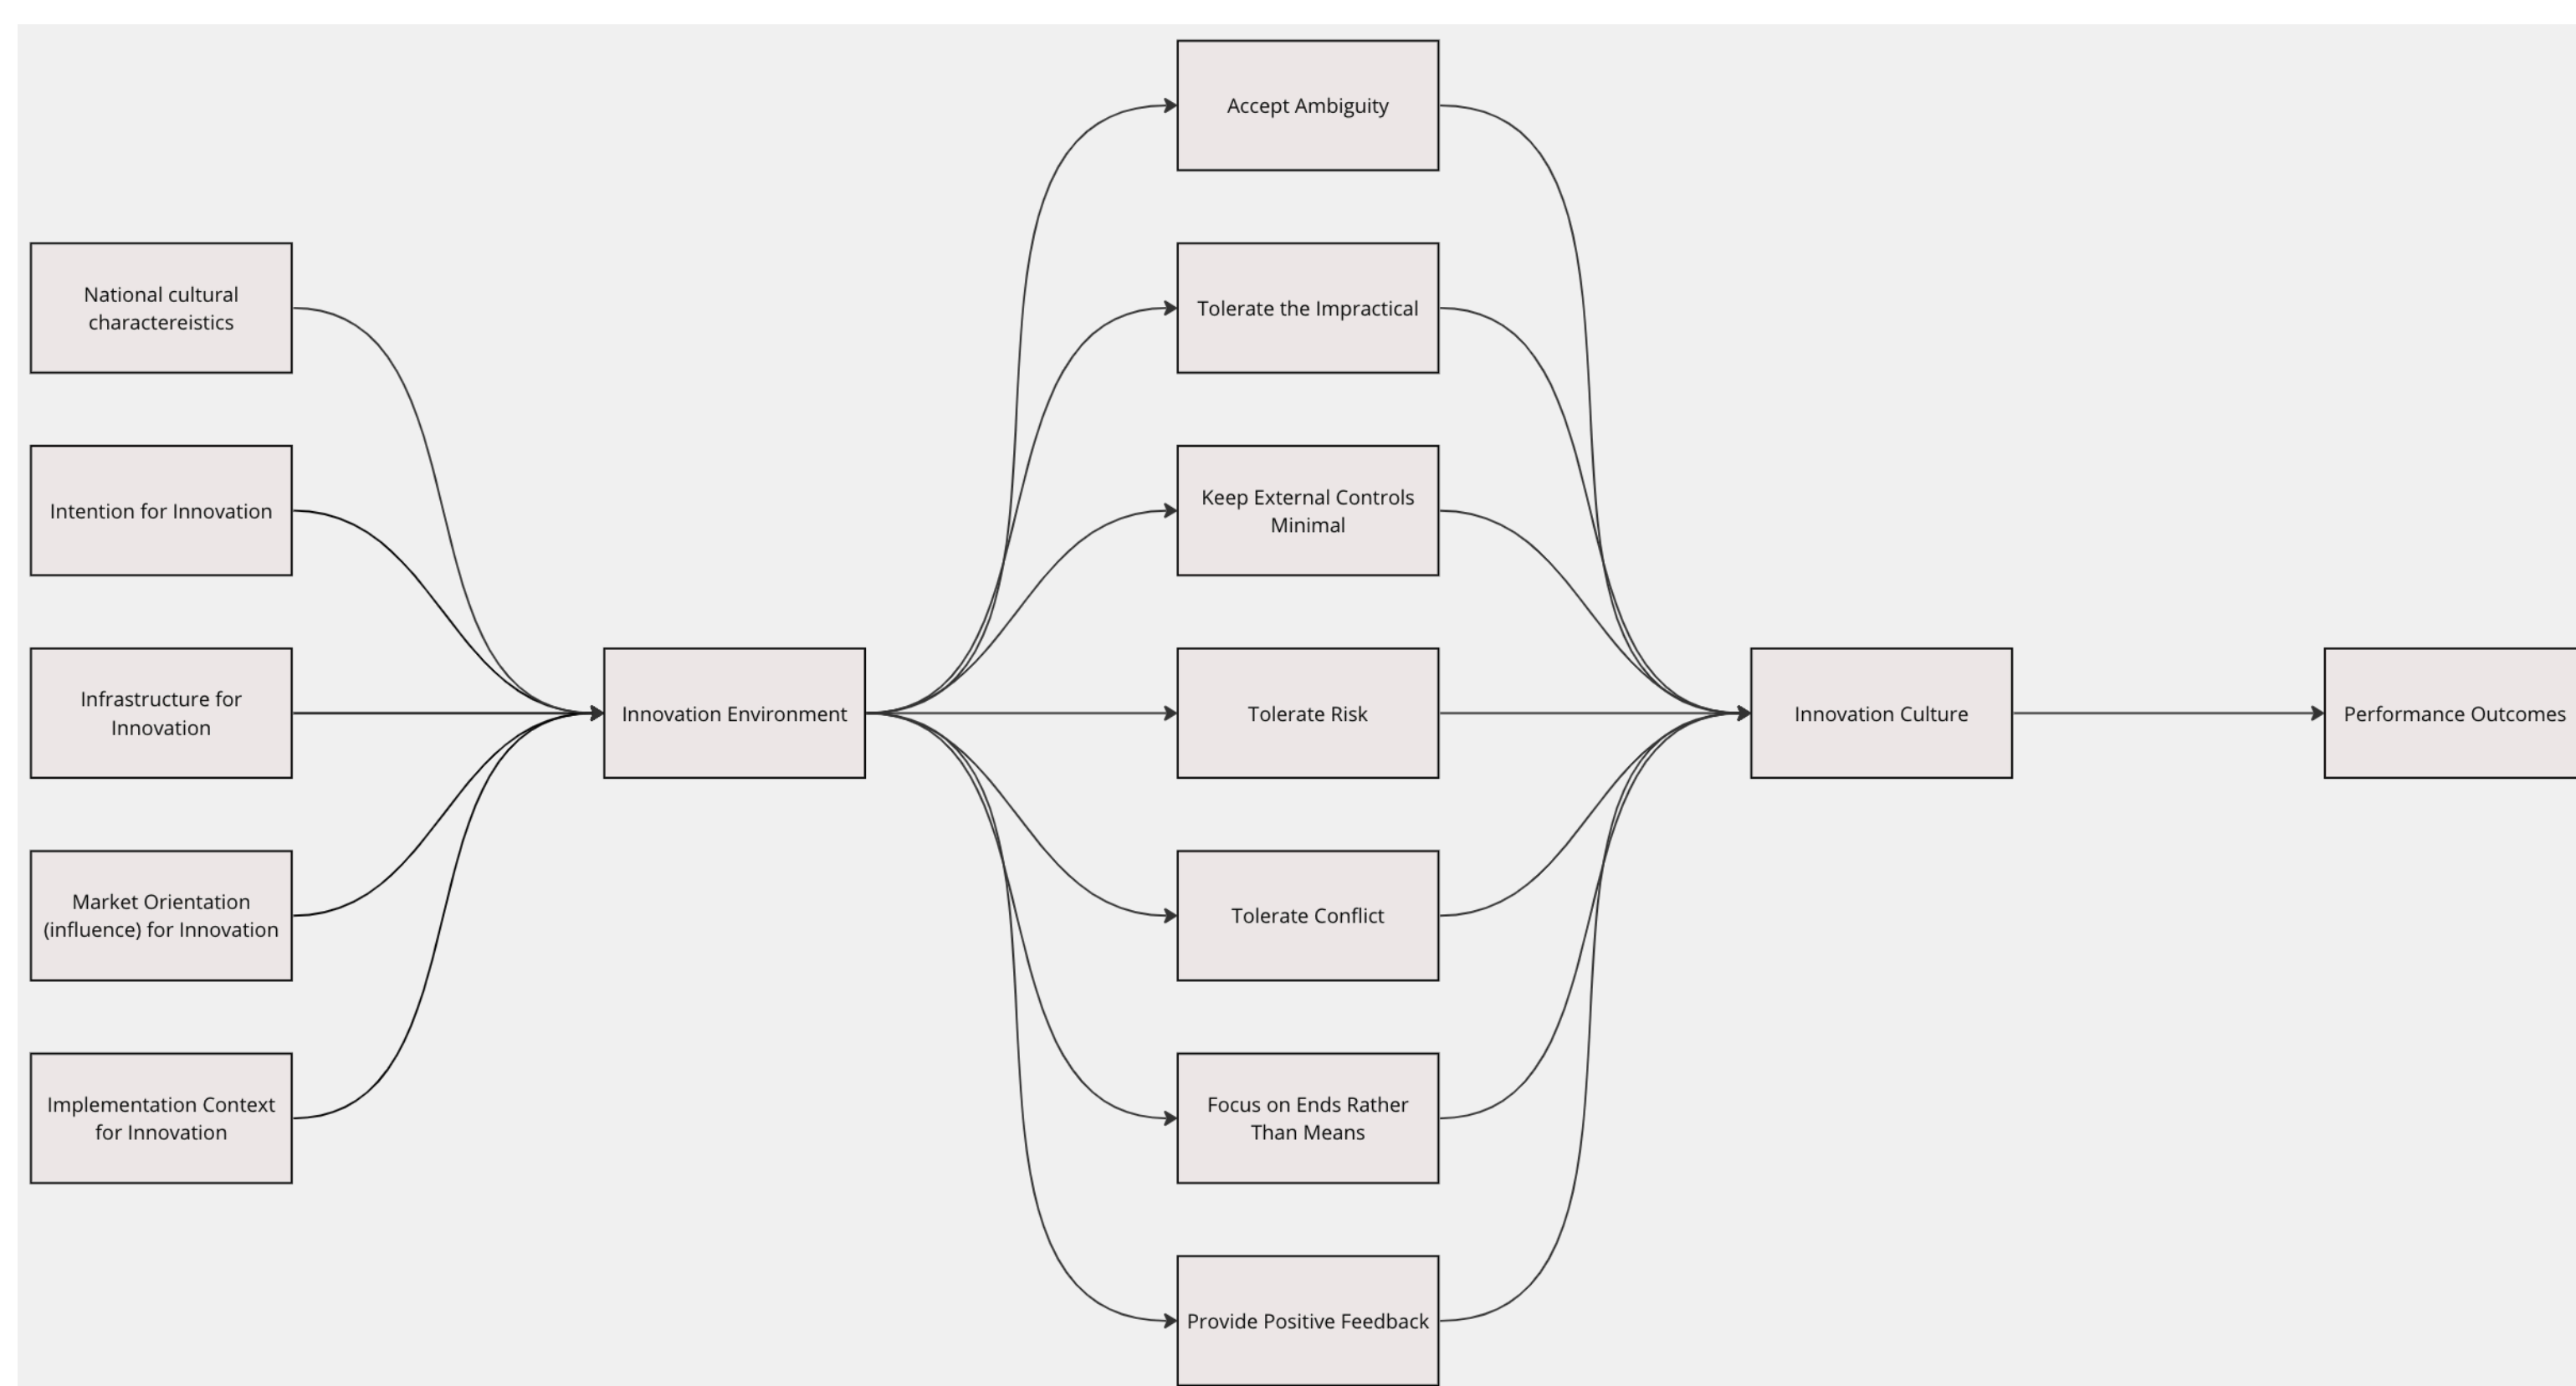 Accept Ambiguity
National cultural
charactereistics
Tolerate the Impractical
Intention for Innovation
Keep External Controls
Minimal
Infrastructure for
Innovation
Innovation Environment
Tolerate Risk
Innovation Culture
Performance Outcomes
Market Orientation
(influence) for Innovation
Tolerate Conflict
Implementation Context
for Innovation
Focus on Ends Rather
Than Means
Provide Positive Feedback